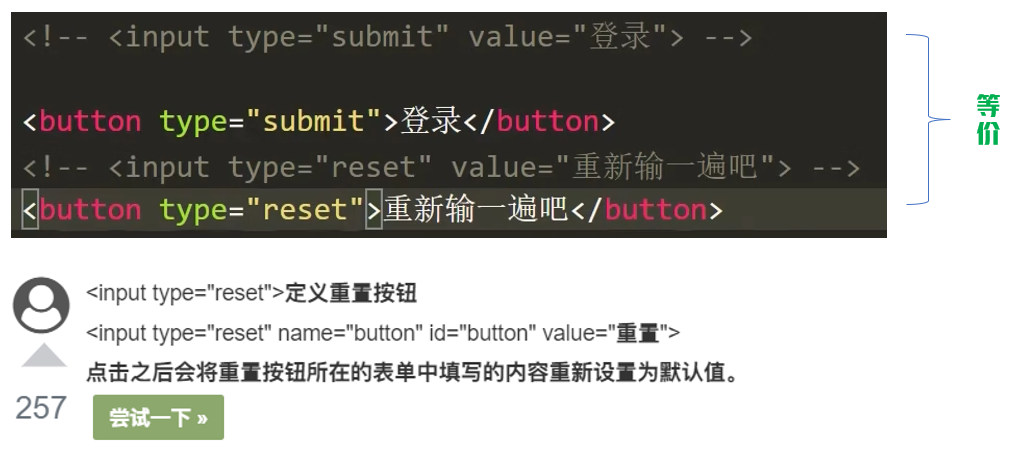 <!-- <input type="submit" value="登录"> -->
<button type="submit">登录</button>
<!-- <input type="reset" value="重新输一遍吧"> -->
<button type="reset">重新输一遍吧</button>
等
价
<input type="reset">定义重置按钮
<input type="reset" name="button" id="button" value="重置">
点击之后会将重置按钮所在的表单中填写的内容重新设置为默认值。
257
尝试一下 »